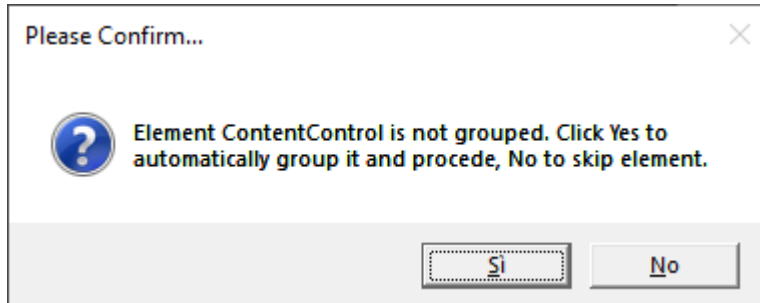 Please Confirm...
Element ContentControl is not grouped. Click Yes to
automatically group it and procede, No to skip element.
Sì
No